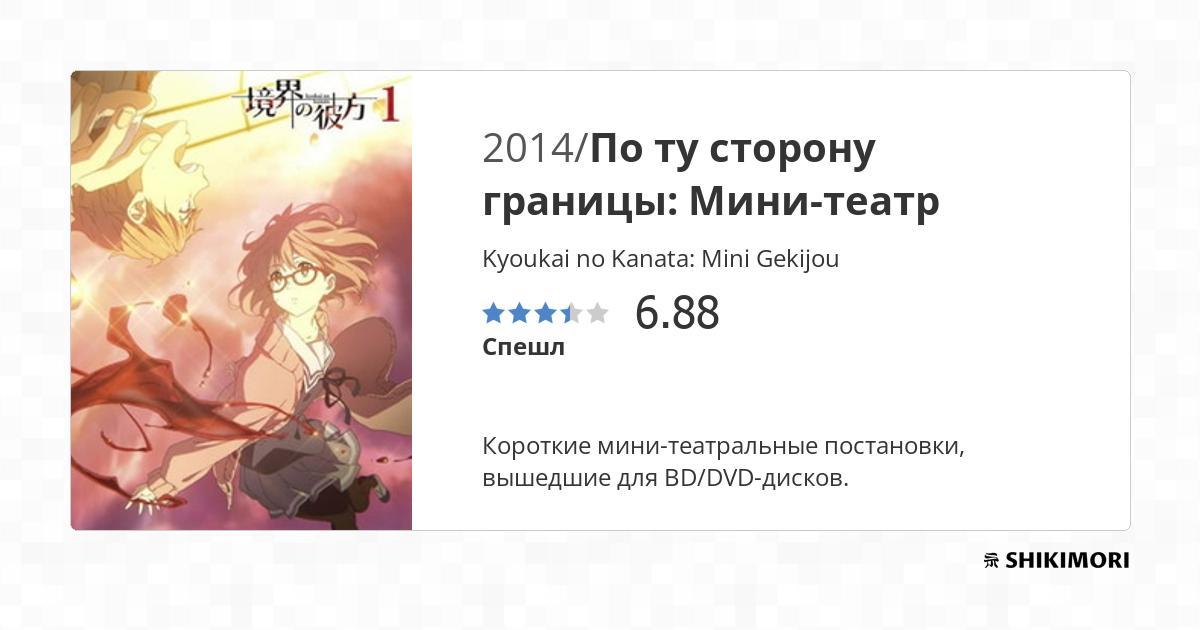 境界の彼方 1
2014/По ту сторону
границы: Мини-театр
Kyoukai no Kanata: Mini Gekijou
6.88
Спешл
Короткие мини-театральные постановки,
вышедшие для BD/DVD-дисков.
SHIKIMORI